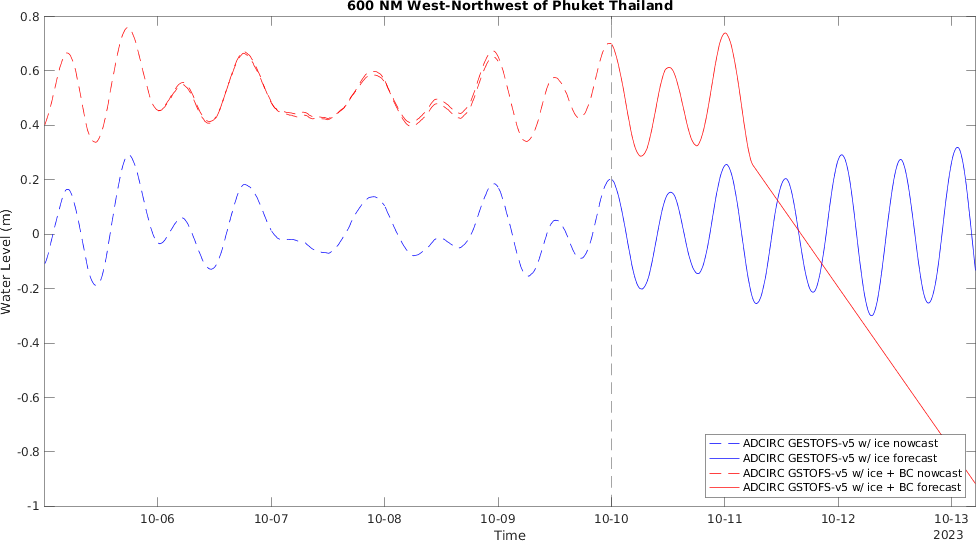 600 NM West-Northwest of Phuket Thailand
0.8
0.6
0.4
0.2
0
-0.2
-0.4
-0.6
-0.8
-1
Water Level (m)
ADCIRC GESTOFS-v5 w/ ice nowcast
ADCIRC GESTOFS-v5 w/ ice forecast
ADCIRC GSTOFS-v5 w/ ice + BC nowcast
ADCIRC GSTOFS-v5 w/ ice + BC forecast
10-06 10-07 10-08 10-09 10-10 10-11 10-12 10-13
Time
2023